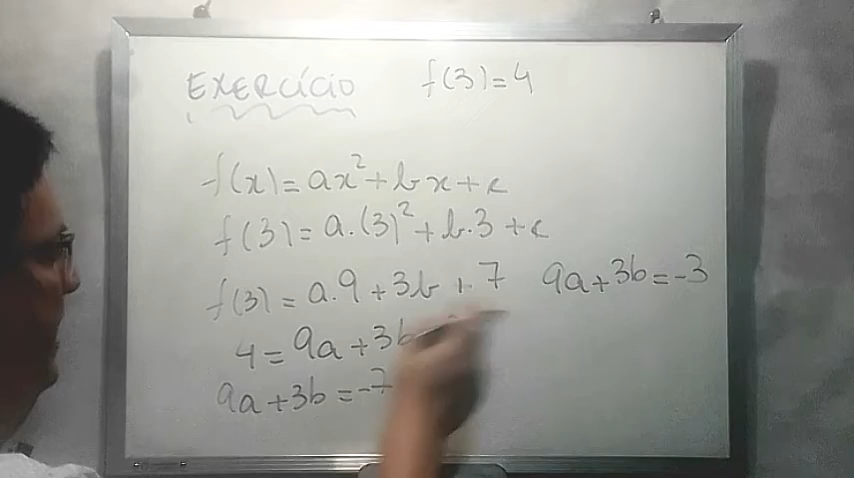 EXERCÍCIO f(3)=4
f(x)=ax²+bx+c
f(3)=a.(3)²+b.3+c
f(3)=a.9+3b+7 9a+3b=-3
4=9a+3b
9a+3b=-7